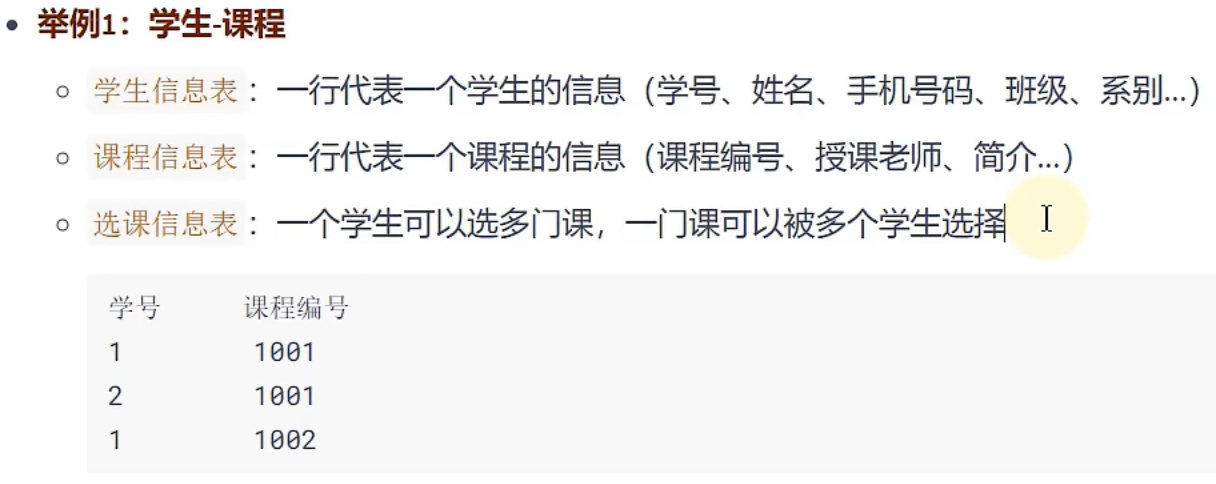 举例1：学生-课程
学生信息表：一行代表一个学生的信息（学号、姓名、手机号码、班级、系别...）
课程信息表：一行代表一个课程的信息（课程编号、授课老师、简介...）
选课信息表：一个学生可以选多门课，一门课可以被多个学生选择
学号 课程编号
1 1001
2 1001
1 1002